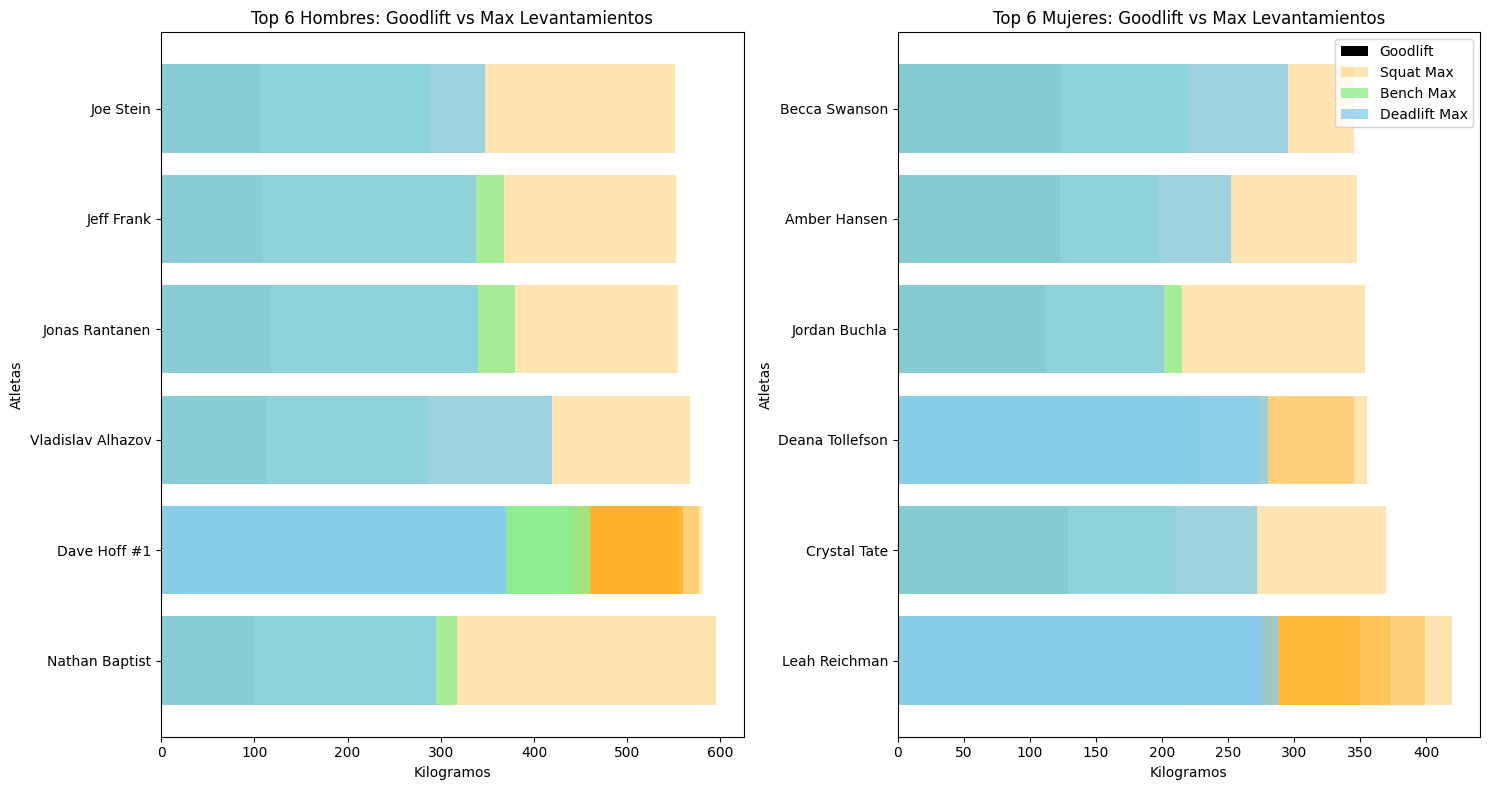 Top 6 Hombres: Goodlift vs Max Levantamientos
Atletas
Joe Stein
Jeff Frank
Jonas Rantanen
Vladislav Alhazov
Dave Hoff #1
Nathan Baptist
0 100 200 300 400 500 600
Kilogramos
Top 6 Mujeres: Goodlift vs Max Levantamientos
Goodlift
Squat Max
Bench Max
Deadlift Max
Atletas
Becca Swanson
Amber Hansen
Jordan Buchla
Deana Tollefson
Crystal Tate
Leah Reichman
0 50 100 150 200 250 300 350 400
Kilogramos